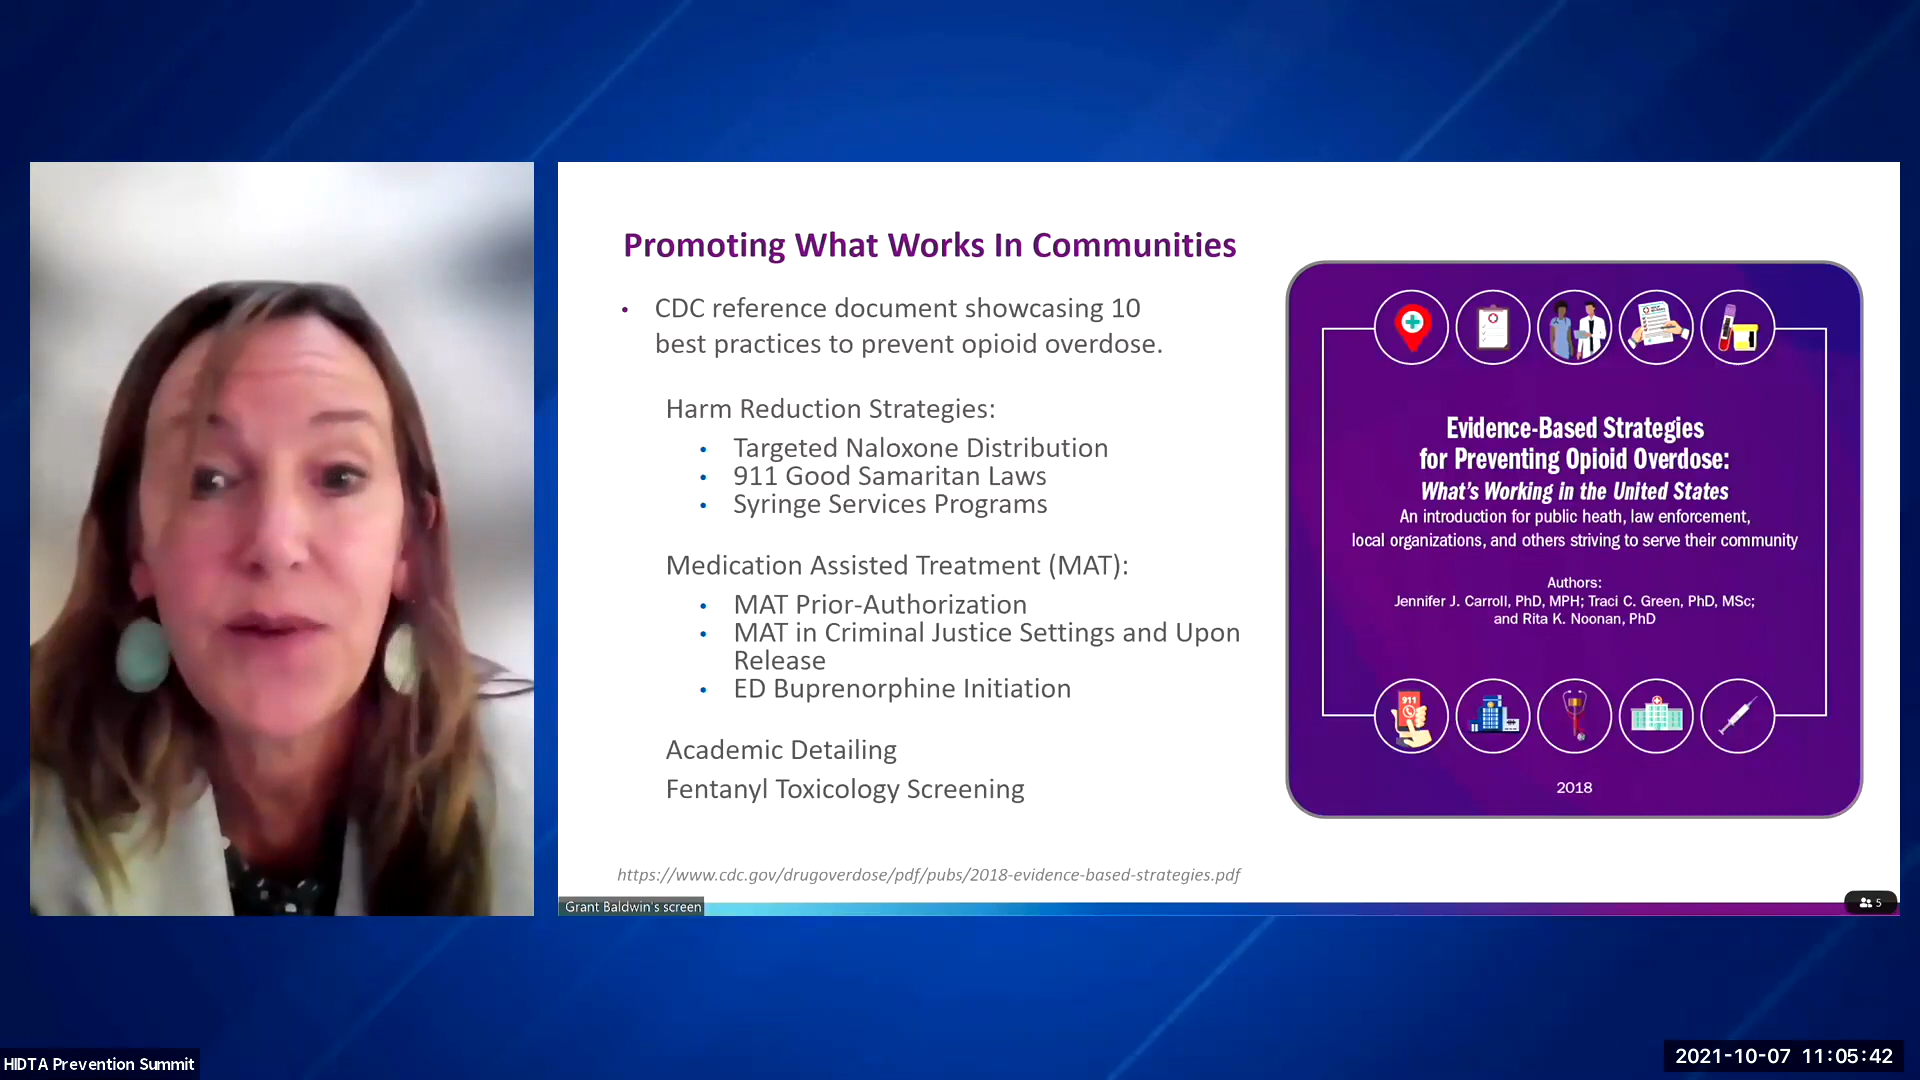 Promoting What Works In Communities
• CDC reference document showcasing 10
best practices to prevent opioid overdose.
Harm Reduction Strategies:
• Targeted Naloxone Distribution
• 911 Good Samaritan Laws
• Syringe Services Programs
Medication Assisted Treatment (MAT):
• MAT Prior-Authorization
• MAT in Criminal Justice Settings and Upon
Release
• ED Buprenorphine Initiation
Academic Detailing
Fentanyl Toxicology Screening
https://www.cdc.gov/drugoverdose/pdf/pubs/2018-evidence-based-strategies.pdf
Evidence-Based Strategies
for Preventing Opioid Overdose:
What's Working in the United States
An introduction for public heath, law enforcement,
local organizations, and others striving to serve their community
Authors:
Jennifer J. Carroll, PhD, MPH; Traci C. Green, PhD, MSc;
and Rita K. Noonan, PhD
911
2018
Grant Baldwin's screen
5
HIDTA Prevention Summit
2021-10-07 11:05:42